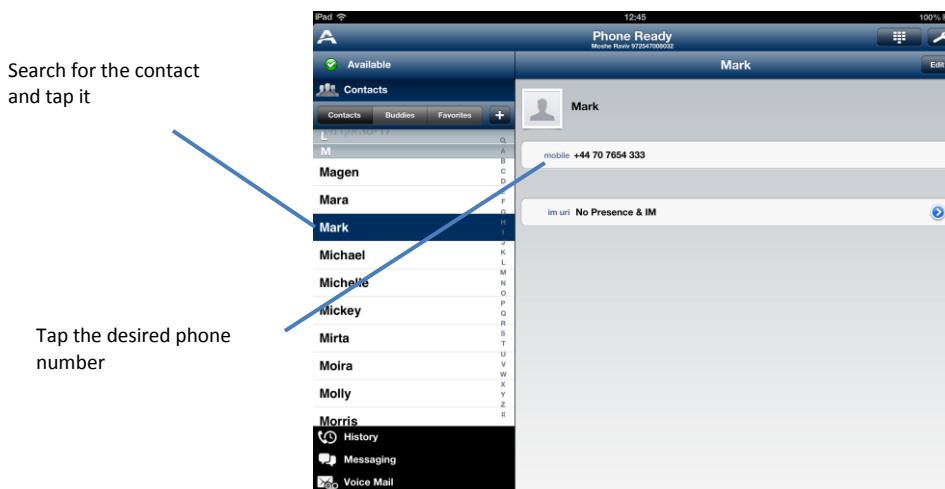 iPad
12:45
100%
Phone Ready
Moshe Raviv 972547008032
Search for the contact
and tap it
Available
Mark
Edit
Contacts
Contacts Buddies Favorites +
Mark
L
M
A
B
C
D
E
F
G
H
I
J
K
L
M
N
O
P
Q
R
S
T
U
V
W
X
Y
Z
#
mobile +44 70 7654 333
Magen
Mara
im uri No Presence & IM
Mark
Michael
Michelle
Mickey
Tap the desired phone
number
Mirta
Moira
Molly
Morris
History
Messaging
Voice Mail